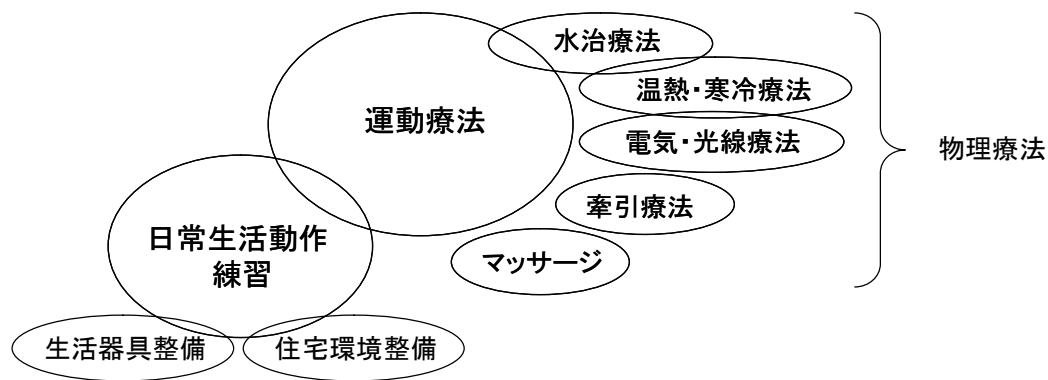 水治療法
温熱・寒冷療法
運動療法
電気・光線療法
物理療法
牽引療法
日常生活動作
練習
マッサージ
生活器具整備
住宅環境整備